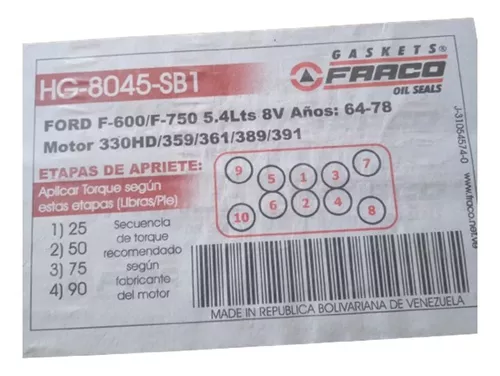 GASKETS®
FRACO
OIL SEALS
HG-8045-SB1
FORD F-600/F-750 5.4Lts 8V Años: 64-78
Motor 330HD/359/361/389/391
ETAPAS DE APRIETE:
Aplicar Torque según
estas etapas (Libras/Pie)
1) 25
2) 50
3) 75
4) 90
Secuencia
de torque
recomendado
según
fabricante
del motor
9 5 1 3 7
10 6 2 4 8
MADE IN REPUBLICA BOLIVARIANA DE VENEZUELA
J-31054574-0
www.fraco.net.ve